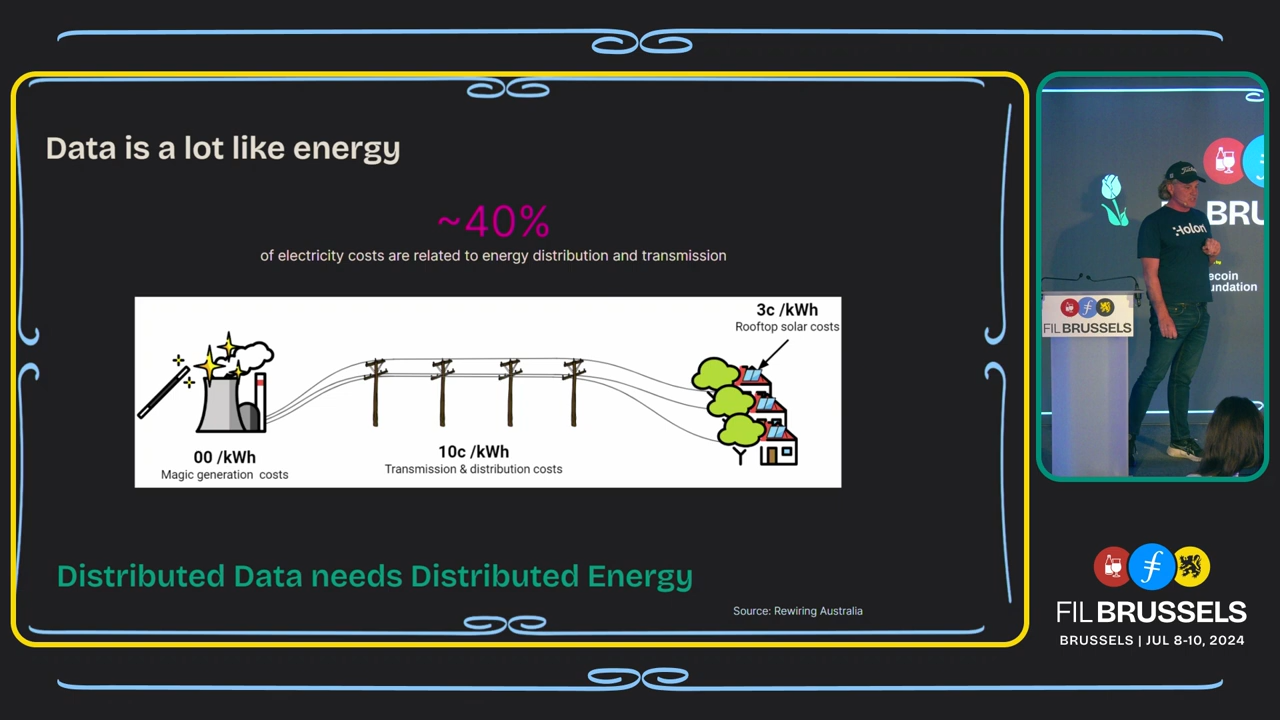 Data is a lot like energy
~40%
of electricity costs are related to energy distribution and transmission
3c /kWh
Rooftop solar costs
00 /kWh
Magic generation costs
10c /kWh
Transmission & distribution costs
Distributed Data needs Distributed Energy
Source: Rewiring Australia
BRU
Holon
ecoin
undation
FIL BRUSSELS
FIL BRUSSELS
BRUSSELS | JUL 8-10, 2024